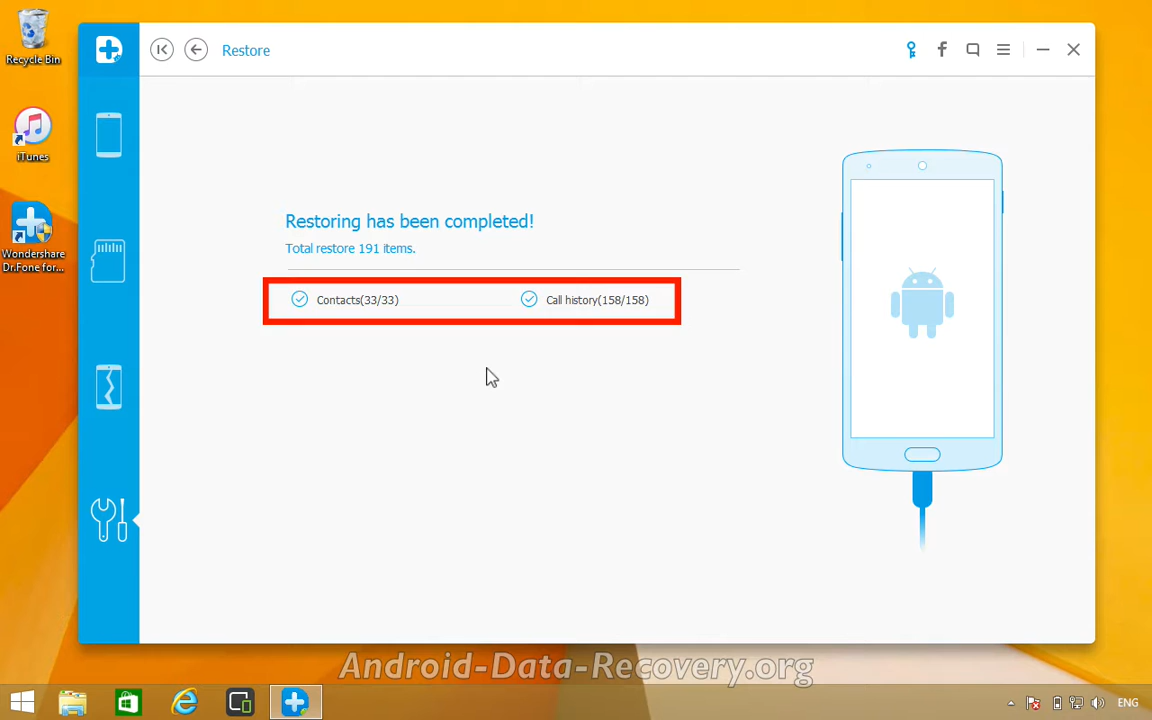 Recycle Bin
iTunes
Wondershare
Dr.Fone for...
Restore
Restoring has been completed!
Total restore 191 items.
Contacts(33/33)
Call history(158/158)
Android-Data-Recovery.org
ENG